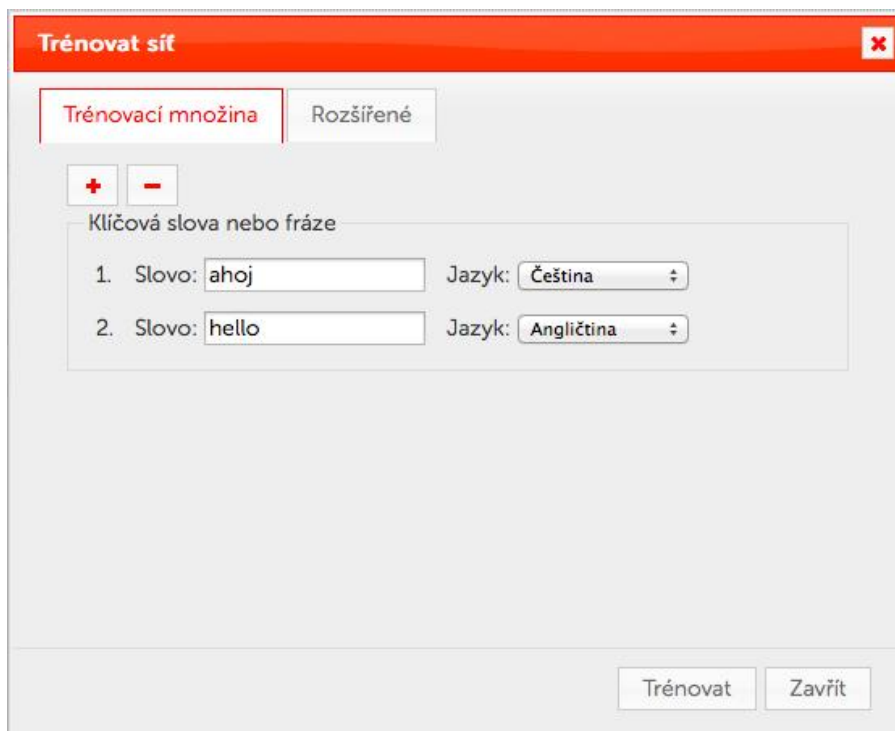 Trénovat síť
Trénovací množina Rozšířené
Klíčová slova nebo fráze
1. Slovo: ahoj Jazyk: Čeština
2. Slovo: hello Jazyk: Angličtina
Trénovat Zavřít